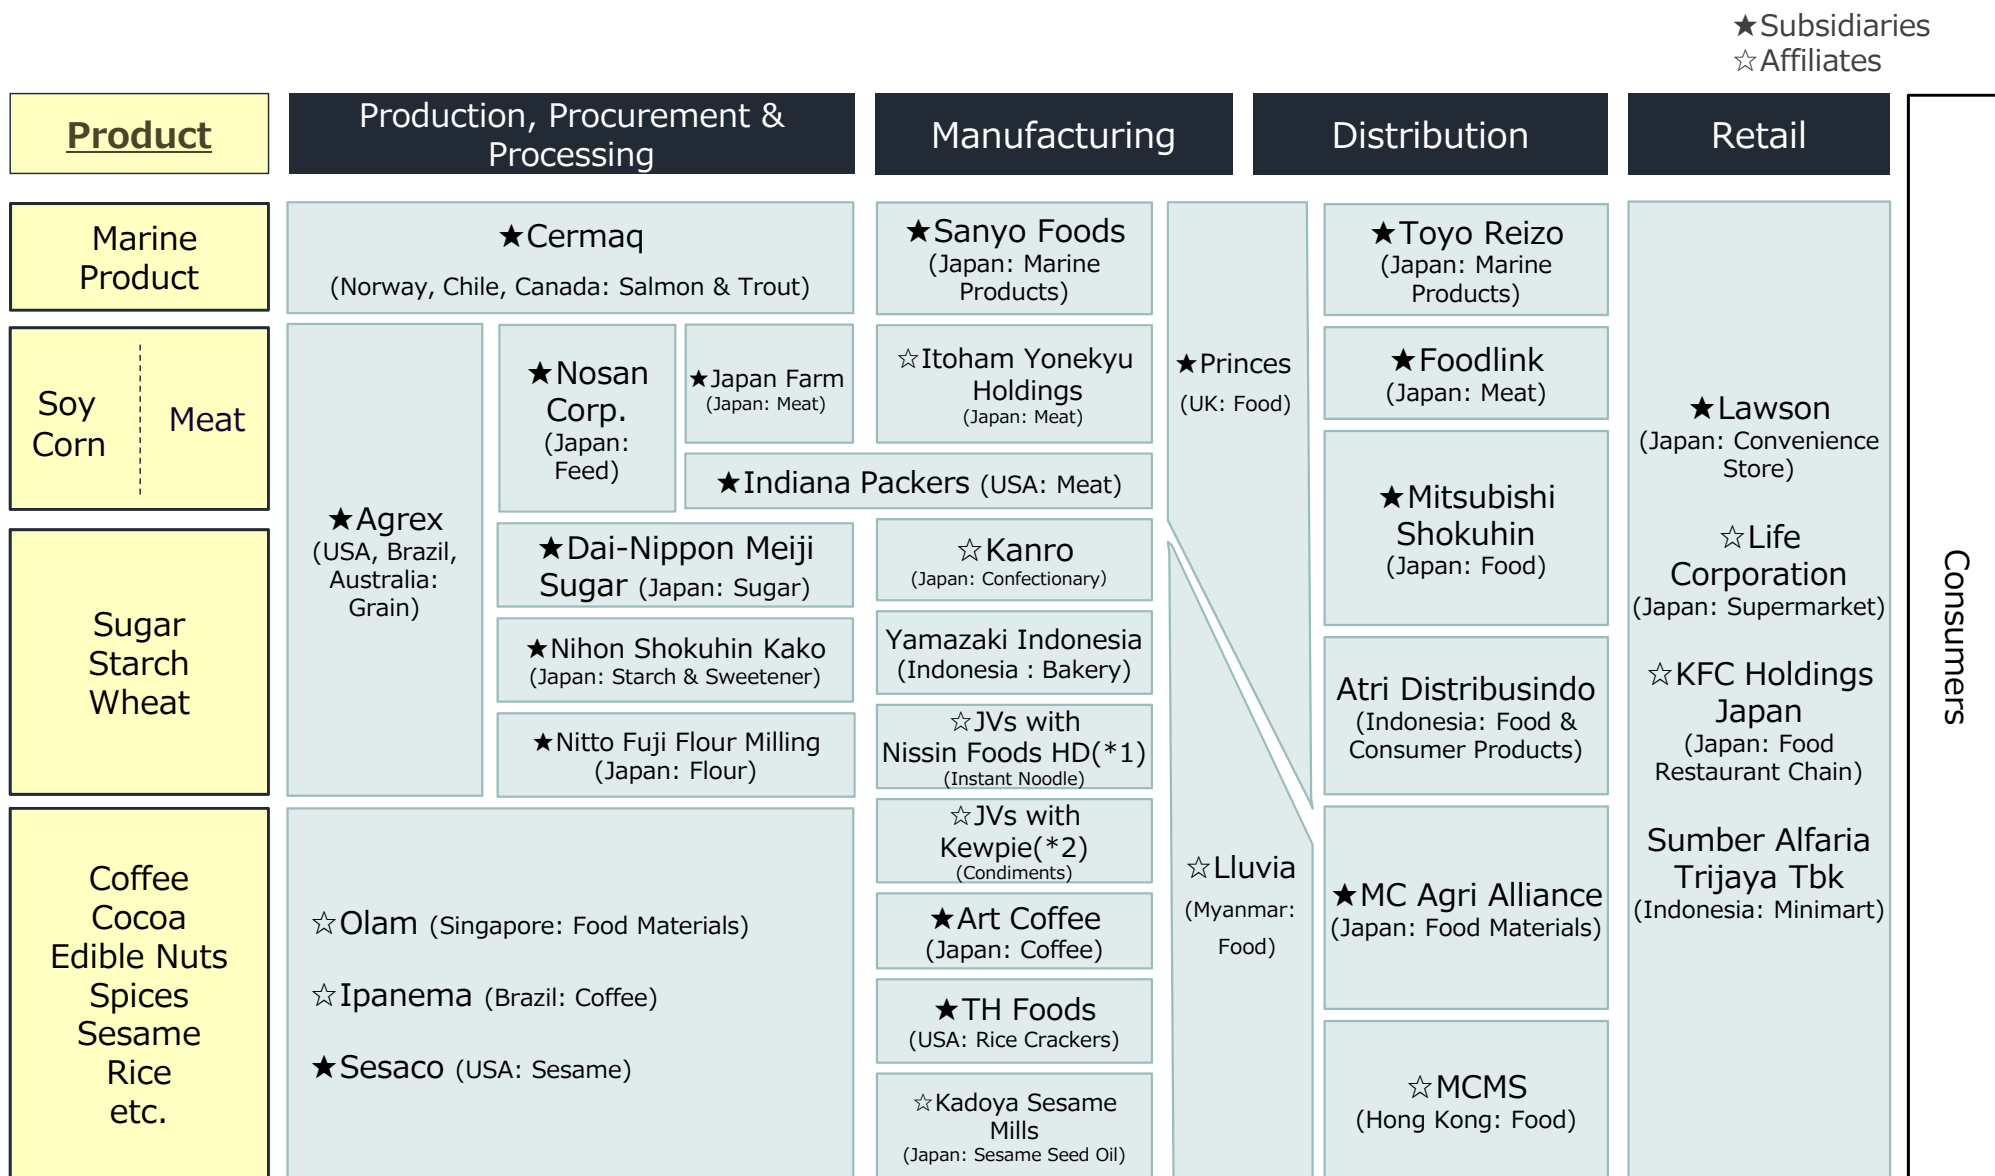 ★Subsidiaries
☆Affiliates
Product
Production, Procurement &
Processing
Manufacturing
Distribution
Retail
Marine
Product
★Cermaq
(Norway, Chile, Canada: Salmon & Trout)
★Sanyo Foods
(Japan: Marine
Products)
★Toyo Reizo
(Japan: Marine
Products)
Soy
Corn
Meat
★Agrex
(USA, Brazil,
Australia:
Grain)
★Nosan
Corp.
(Japan:
Feed)
★Japan Farm
(Japan: Meat)
☆Itoham Yonekyu
Holdings
(Japan: Meat)
★Indiana Packers (USA: Meat)
★Princes
(UK: Food)
★Foodlink
(Japan: Meat)
★Mitsubishi
Shokuhin
(Japan: Food)
★Lawson
(Japan: Convenience
Store)
☆Life
Corporation
(Japan: Supermarket)
☆KFC Holdings
Japan
(Japan: Food
Restaurant Chain)
Sumber Alfaria
Trijaya Tbk
(Indonesia: Minimart)
Consumers
Sugar
Starch
Wheat
★Dai-Nippon Meiji
Sugar (Japan: Sugar)
★Nihon Shokuhin Kako
(Japan: Starch & Sweetener)
★Nitto Fuji Flour Milling
(Japan: Flour)
☆Kanro
(Japan: Confectionary)
Yamazaki Indonesia
(Indonesia : Bakery)
☆JVs with
Nissin Foods HD(*1)
(Instant Noodle)
Atri Distribusindo
(Indonesia: Food &
Consumer Products)
Coffee
Cocoa
Edible Nuts
Spices
Sesame
Rice
etc.
☆Olam (Singapore: Food Materials)
☆Ipanema (Brazil: Coffee)
★Sesaco (USA: Sesame)
☆JVs with
Kewpie(*2)
(Condiments)
★Art Coffee
(Japan: Coffee)
★TH Foods
(USA: Rice Crackers)
☆Kadoya Sesame
Mills
(Japan: Sesame Seed Oil)
☆Lluvia
(Myanmar:
Food)
★MC Agri Alliance
(Japan: Food Materials)
☆MCMS
(Hong Kong: Food)